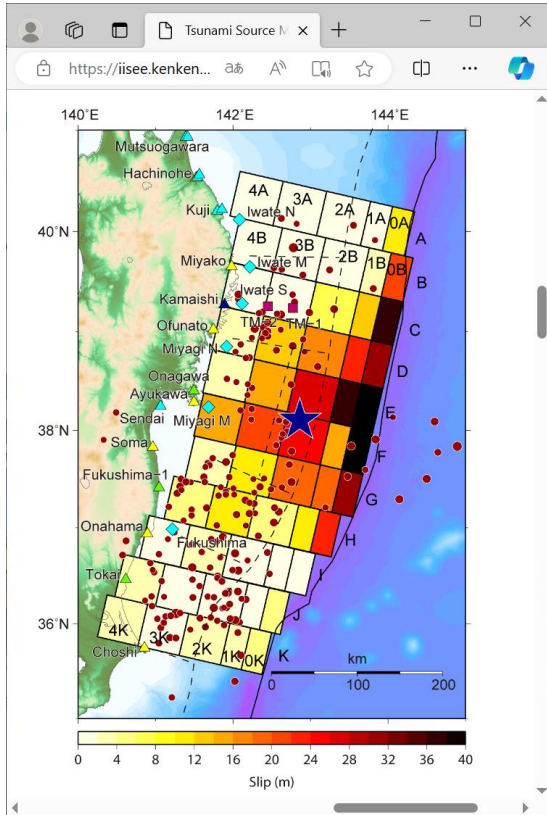 Tsunami Source M
https://iisee.kenken...
140°E
142°E
144°E
Mutsuogawara
Hachinohe
Kuji
Iwate N
4A
3A
2A
1A
0A
A
40°N
4B
3B
2B
1B
0B
B
Miyako
Iwate M
Iwate S
Kamaishi
TM-2
TM-1
C
Ofunato
Miyagi N
D
Onagawa
Ayukawa
Sendai
Miyagi M
E
38°N
Soma
F
Fukushima-1
G
Onahama
Fukushima
H
Tokai
I
36°N
J
4K
3K
2K
1K
0K
K
Choshi
km
0
100
200
0
4
8
12
16
20
24
28
32
36
40
Slip (m)